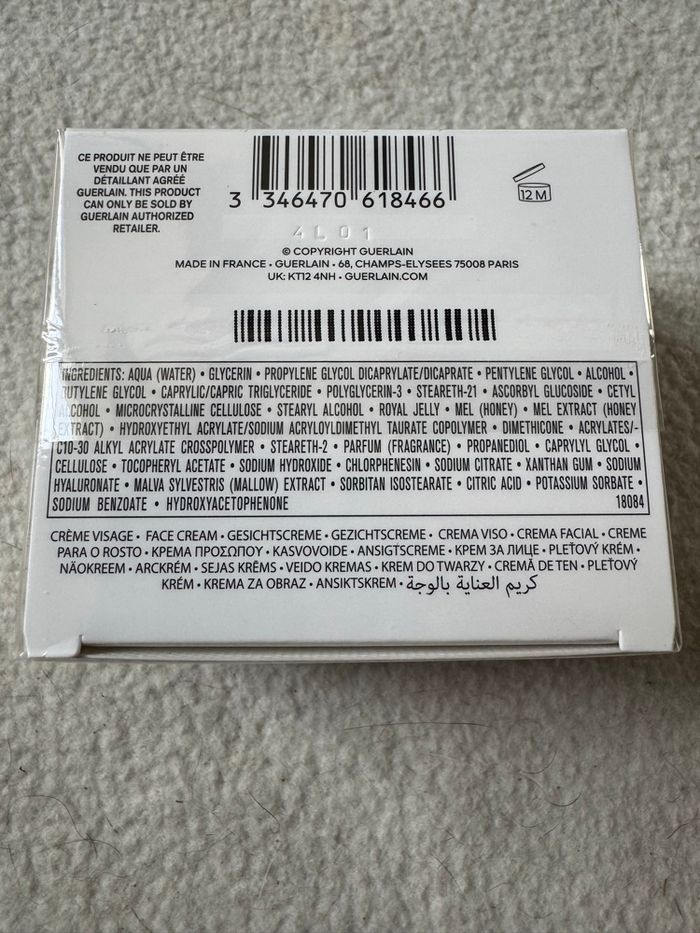 CE PRODUIT NE PEUT ÊTRE
VENDU QUE PAR UN
DÉTAILLANT AGRÉÉ
GUERLAIN. THIS PRODUCT
CAN ONLY BE SOLD BY
GUERLAIN AUTHORIZED
RETAILER.
3 346470 618466
12 M
4L01
© COPYRIGHT GUERLAIN
MADE IN FRANCE • GUERLAIN • 68, CHAMPS-ELYSEES 75008 PARIS
UK: KT12 4NH • GUERLAIN.COM
INGREDIENTS: AQUA (WATER) • GLYCERIN • PROPYLENE GLYCOL DICAPRYLATE/DICAPRATE • PENTYLENE GLYCOL • ALCOHOL •
BUTYLENE GLYCOL • CAPRYLIC/CAPRIC TRIGLYCERIDE • POLYGLYCERIN-3 • STEARETH-21 • ASCORBYL GLUCOSIDE • CETYL
ALCOHOL • MICROCRYSTALLINE CELLULOSE • STEARYL ALCOHOL • ROYAL JELLY • MEL (HONEY) • MEL EXTRACT (HONEY
EXTRACT) • HYDROXYETHYL ACRYLATE/SODIUM ACRYLOYLDIMETHYL TAURATE COPOLYMER • DIMETHICONE • ACRYLATES/-
C10-30 ALKYL ACRYLATE CROSSPOLYMER • STEARETH-2 • PARFUM (FRAGRANCE) • PROPANEDIOL • CAPRYLYL GLYCOL •
CELLULOSE • TOCOPHERYL ACETATE • SODIUM HYDROXIDE • CHLORPHENESIN • SODIUM CITRATE • XANTHAN GUM • SODIUM
HYALURONATE • MALVA SYLVESTRIS (MALLOW) EXTRACT • SORBITAN ISOSTEARATE • CITRIC ACID • POTASSIUM SORBATE •
SODIUM BENZOATE • HYDROXYACETOPHENONE 18084
CRÈME VISAGE • FACE CREAM • GESICHTSCREME • GEZICHTSCREME • CREMA VISO • CREMA FACIAL • CREME
PARA O ROSTO • ΚΡΕΜΑ ΠΡΟΣΩΠΟΥ • KASVOVOIDE • ANSIGTSCREME • КРЕМ ЗА ЛИЦЕ • PLEŤOVÝ KRÉM •
NÄOKREEM • ARCKRÉM • SEJAS KRĒMS • VEIDO KREMAS • KREM DO TWARZY • CREMĂ DE TEN • PLEŤOVÝ
KRÉM • KREMA ZA OBRAZ • ANSIKTSKREM • كريم العناية بالوجة